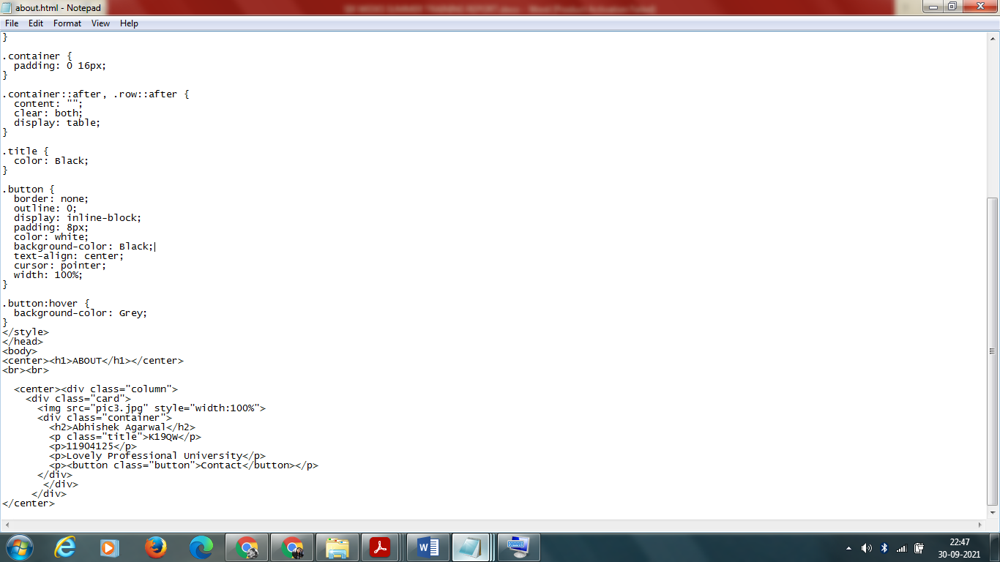 about.html - Notepad
File Edit Format View Help
}

.container {
  padding: 0 16px;
}

.container::after, .row::after {
  content: "";
  clear: both;
  display: table;
}

.title {
  color: Black;
}

.button {
  border: none;
  outline: 0;
  display: inline-block;
  padding: 8px;
  color: white;
  background-color: Black;
  text-align: center;
  cursor: pointer;
  width: 100%;
}

.button:hover {
  background-color: Grey;
}
</style>
</head>
<body>
<center><h1>ABOUT</h1></center>
<br><br>

  <center><div class="column">
    <div class="card">
      <img src="pic3.jpg" style="width:100%">
      <div class="container">
        <h2>Abhishek Agarwal</h2>
        <p class="title">K19QW</p>
        <p>11904125</p>
        <p>Lovely Professional University</p>
        <p><button class="button">Contact</button></p>
      </div>
       </div>
     </div>
</center>
22:47
30-09-2021